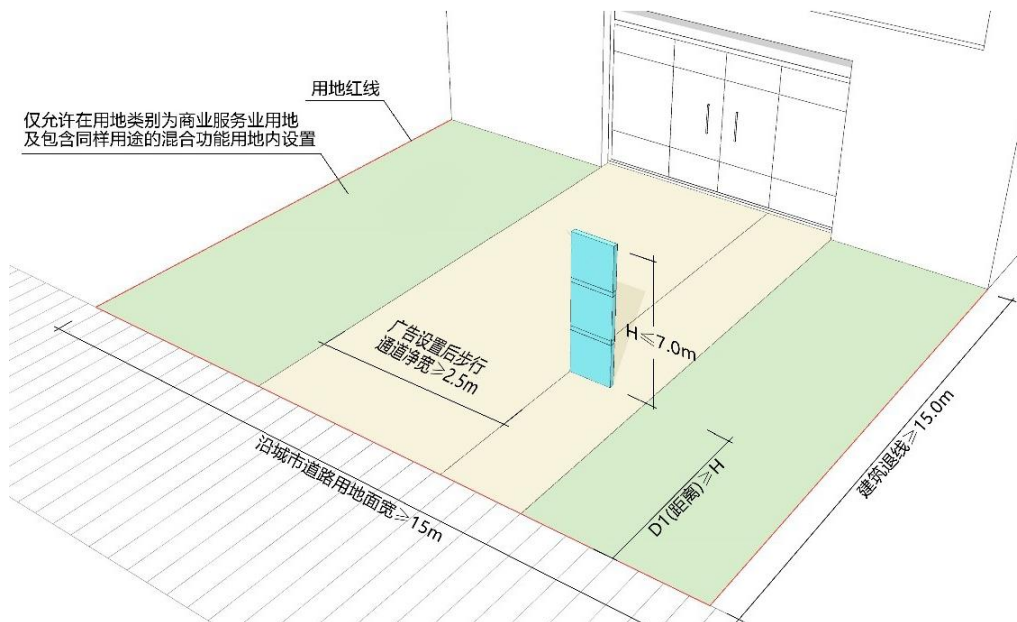 用地红线
仅允许在用地类别为商业服务业用地
及包含同样用途的混合功能用地内设置
广告设置后步行
通道净宽≥2.5m
H≤7.0m
沿城市道路用地面宽≥15m
D1(距离)≥H
建筑退线≥15.0m